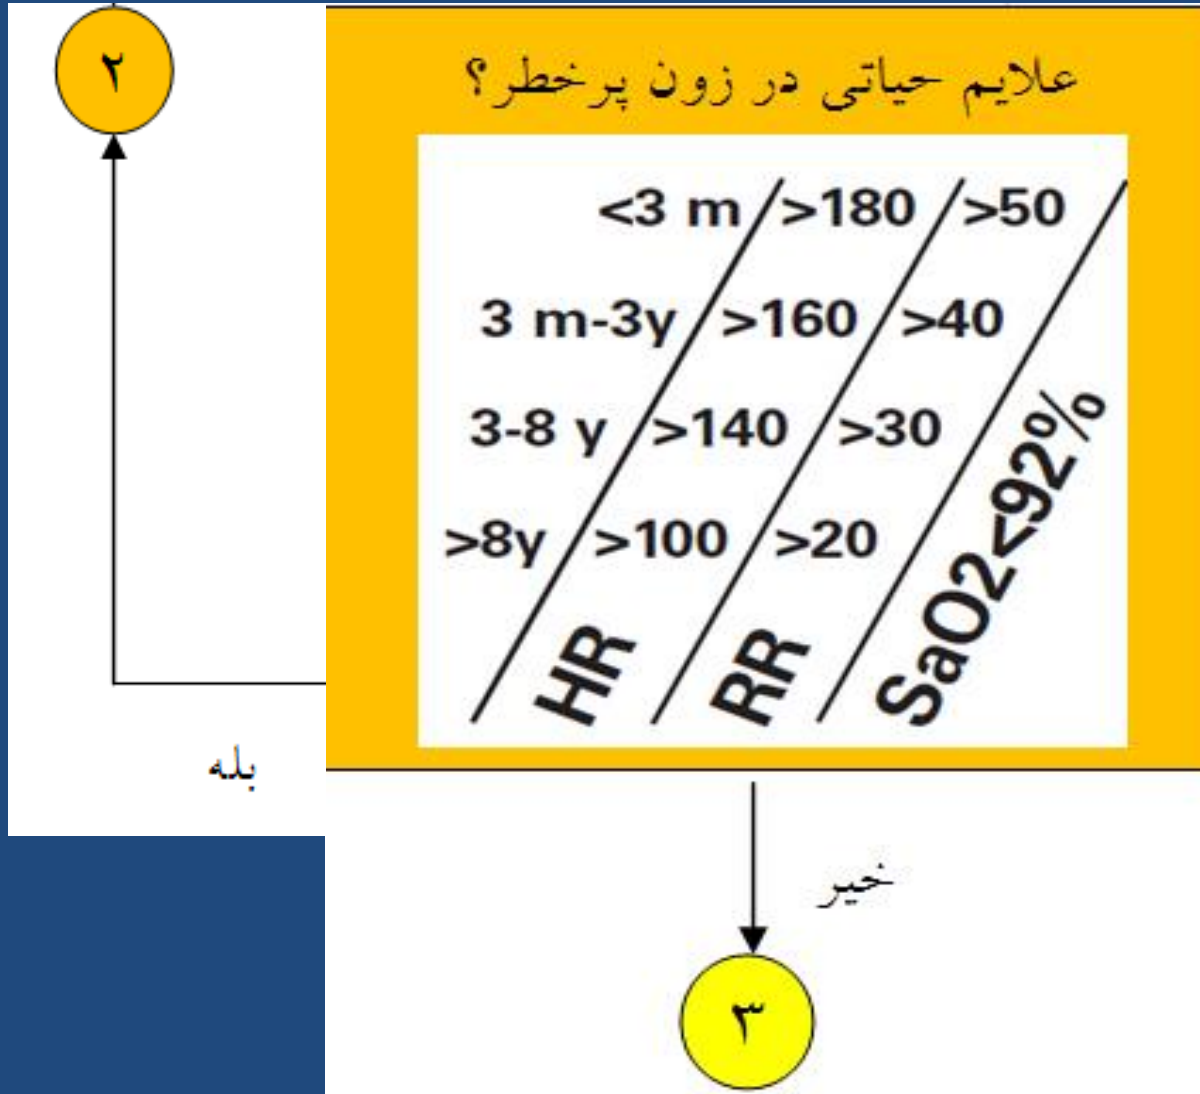 ۲
علایم حیاتی در زون پرخطر؟
<3 m >180 >50
3 m-3y >160 >40
3-8 y >140 >30
>8y >100 >20
HR RR SaO2<92%
بله
خیر
۳